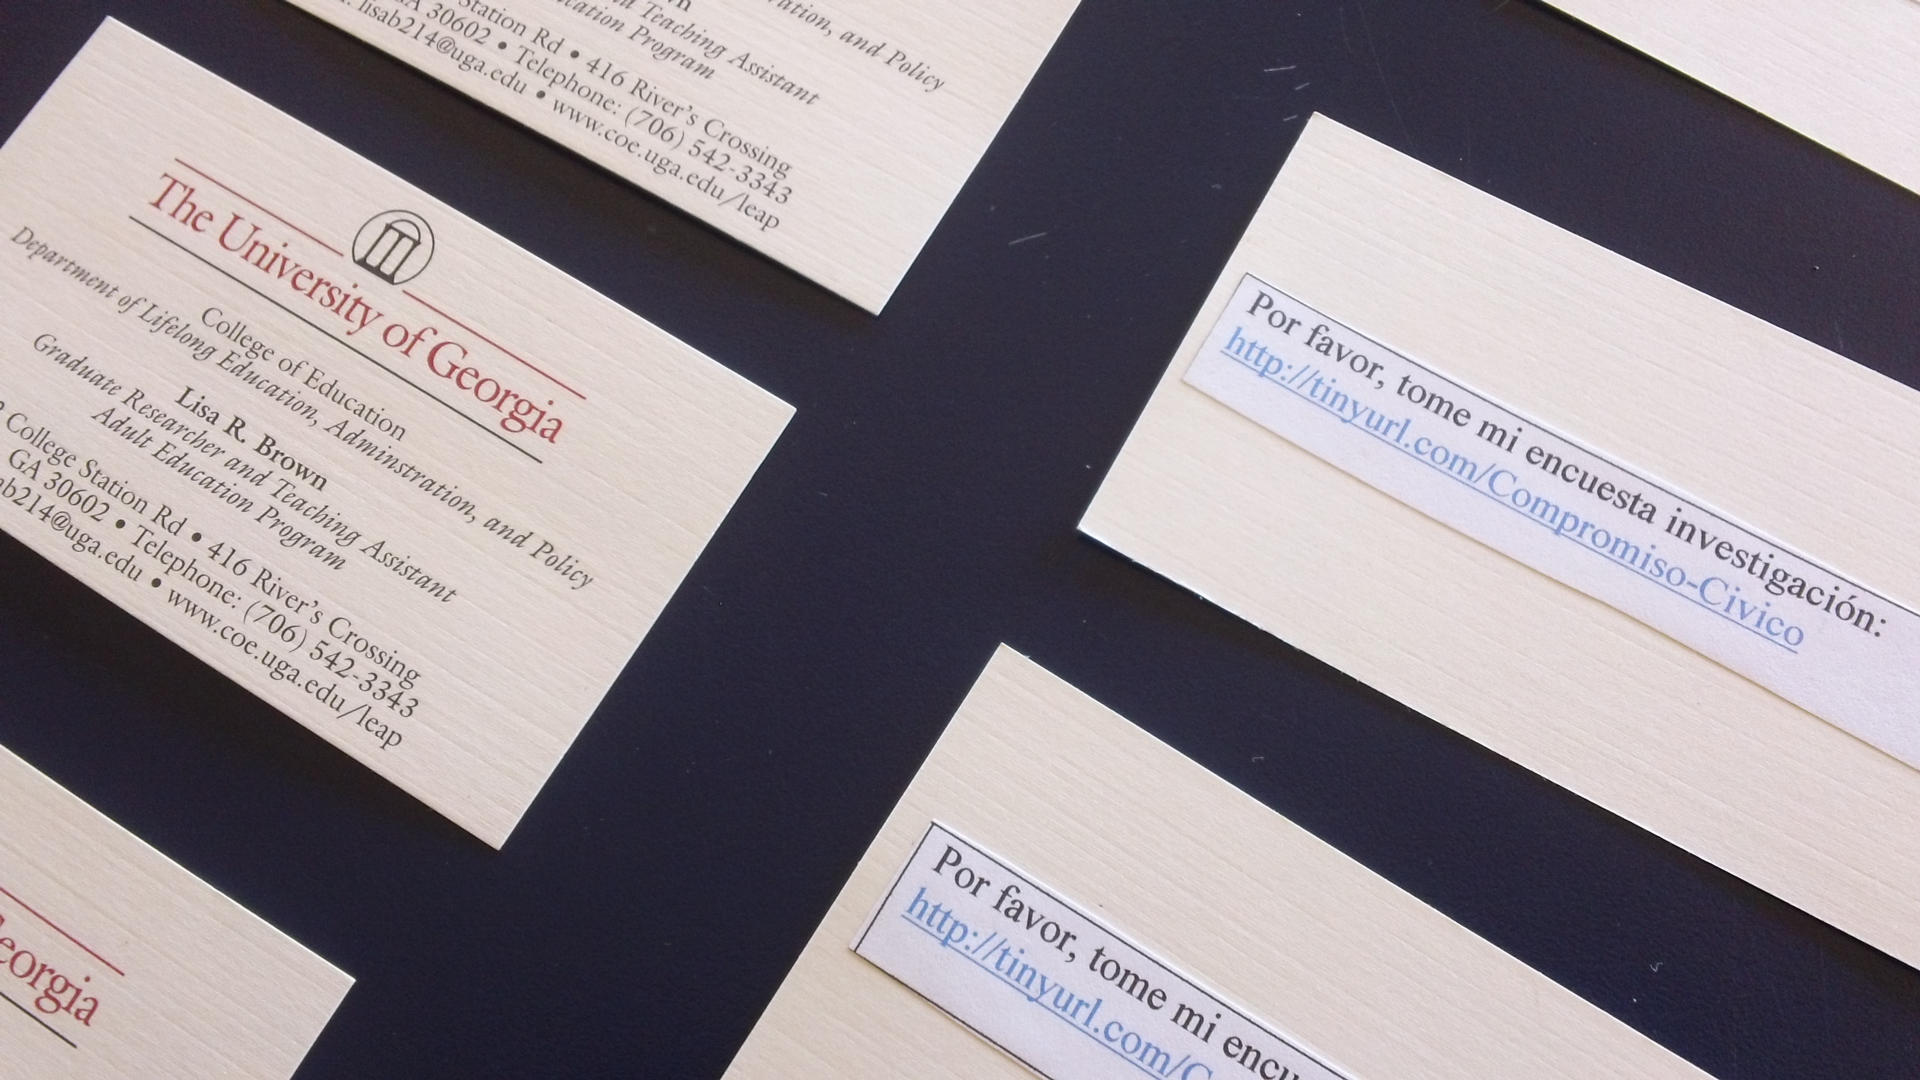 ration, and Policy
and Teaching Assistant
cation Program
Station Rd • 416 River's Crossing
GA 30602 • Telephone: (706) 542-3343
lisab214@uga.edu • www.coe.uga.edu/leap
The University of Georgia
College of Education
Department of Lifelong Education, Adminstration, and Policy
Lisa R. Brown
Graduate Researcher and Teaching Assistant
Adult Education Program
College Station Rd • 416 River's Crossing
GA 30602 • Telephone: (706) 542-3343
ab214@uga.edu • www.coe.uga.edu/leap
eorgia
Por favor, tome mi encuesta investigación:
http://tinyurl.com/Compromiso-Civico
Por favor, tome mi encu
http://tinyurl.com/C